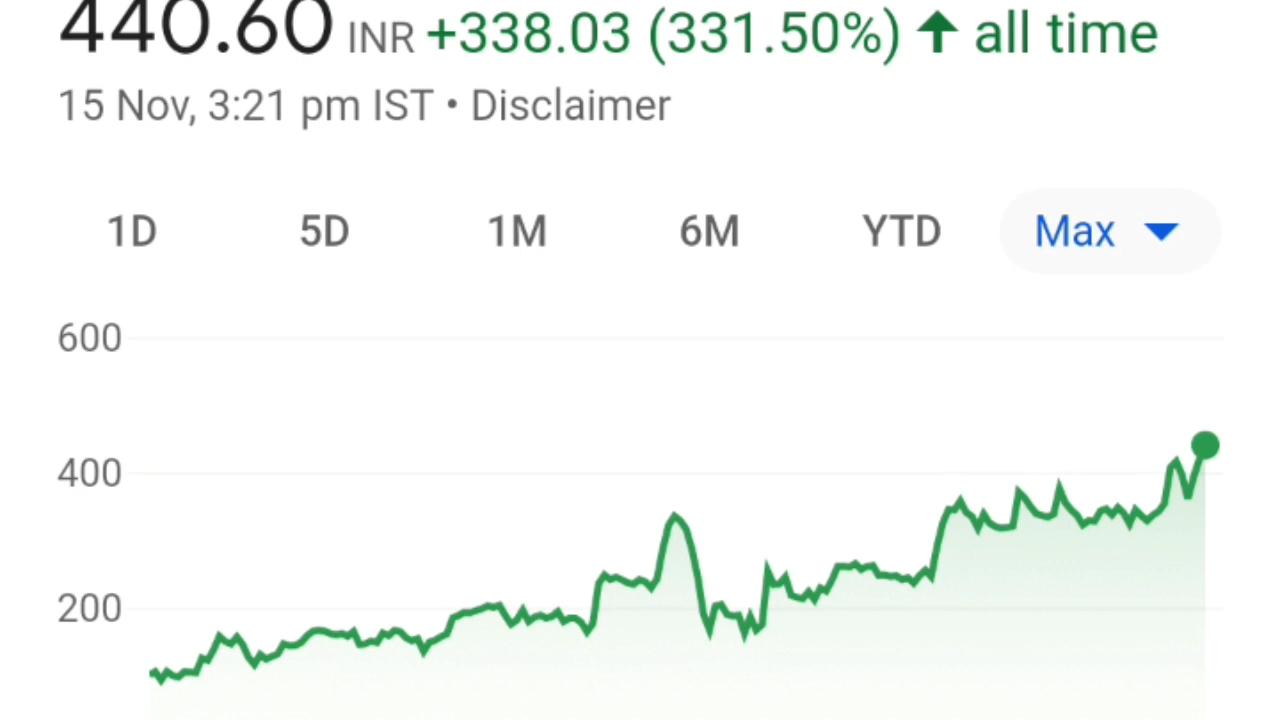 440.60 INR +338.03 (331.50%) ↑ all time
15 Nov, 3:21 pm IST • Disclaimer
1D 5D 1M 6M YTD Max
600
400
200